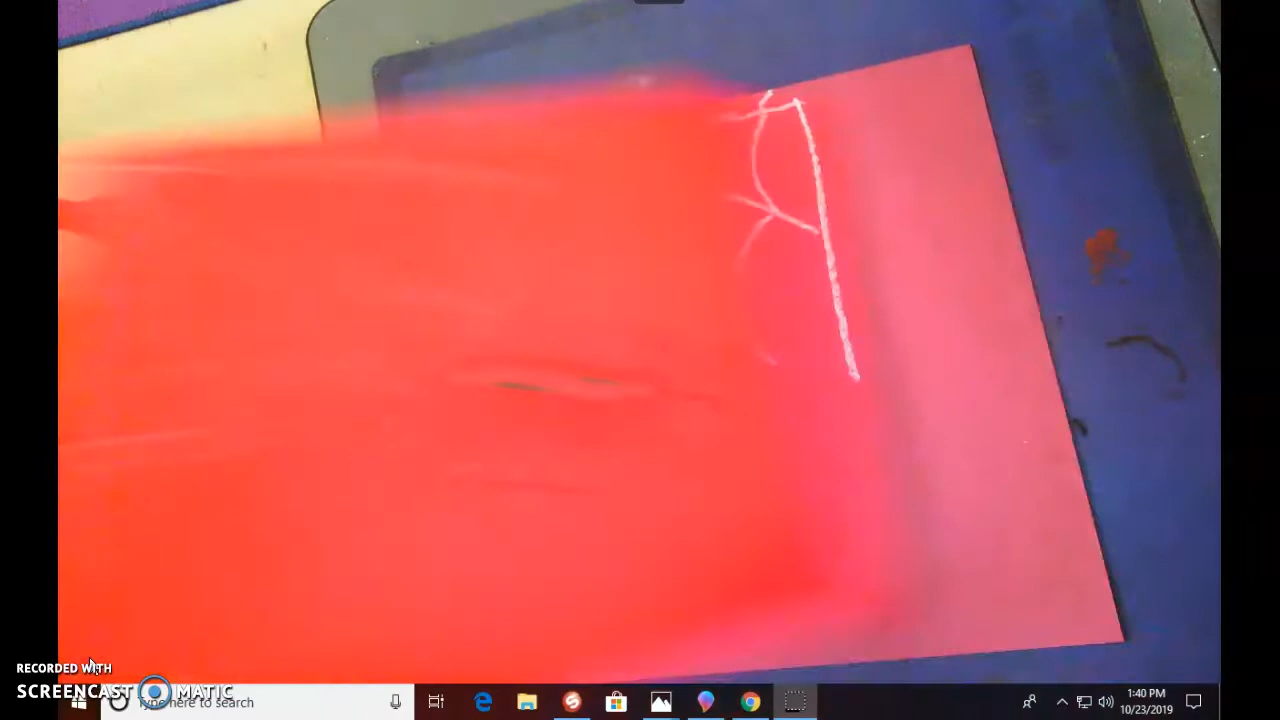 RECORDED WITH
SCREENCAST MATIC
Type here to search
1:40 PM
10/23/2019